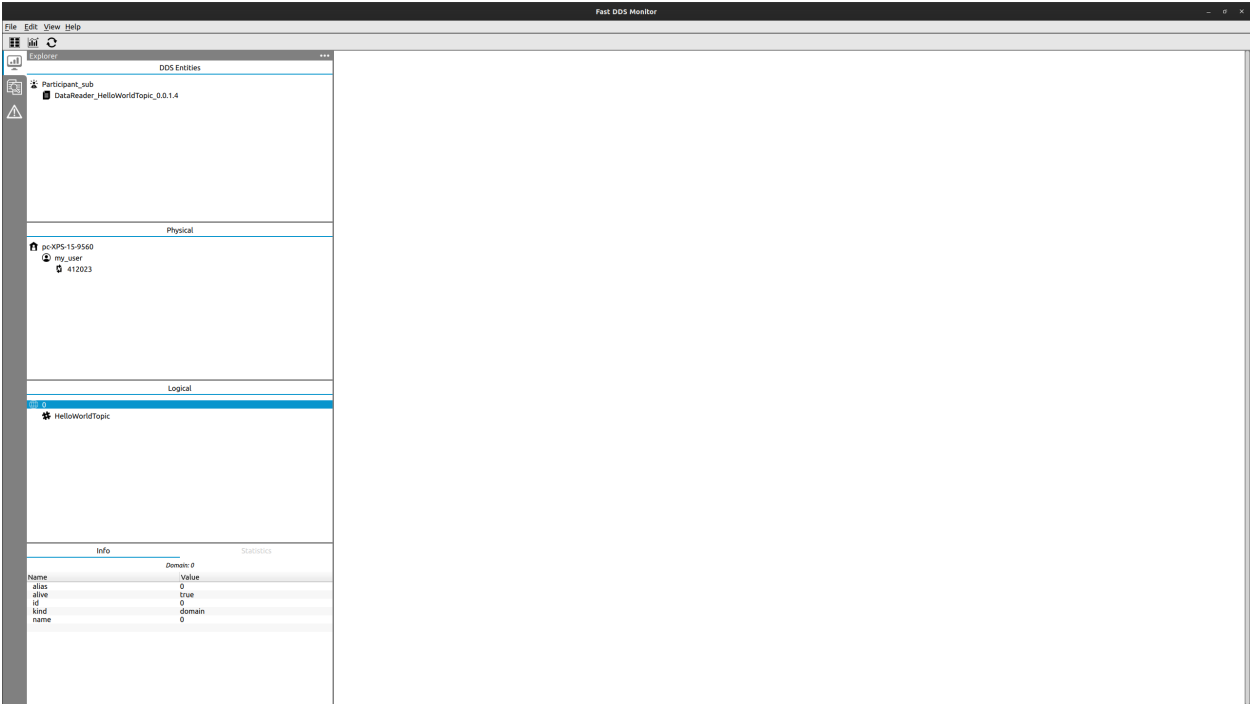 Fast DDS Monitor
File Edit View Help
Explorer
DDS Entities
Participant_sub
DataReader_HelloWorldTopic_0.0.1.4
Physical
pc-XPS-15-9560
my_user
412023
Logical
0
HelloWorldTopic
Info Statistics
Domain: 0
Name Value
alias 0
alive true
id 0
kind domain
name 0